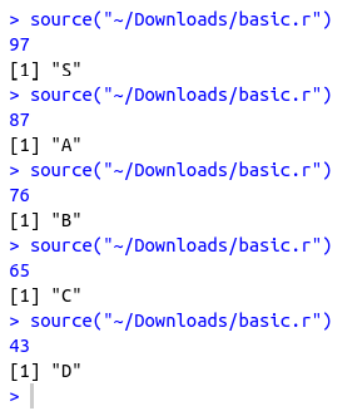 > source("~/Downloads/basic.r")
97
[1] "S"
> source("~/Downloads/basic.r")
87
[1] "A"
> source("~/Downloads/basic.r")
76
[1] "B"
> source("~/Downloads/basic.r")
65
[1] "C"
> source("~/Downloads/basic.r")
43
[1] "D"
>